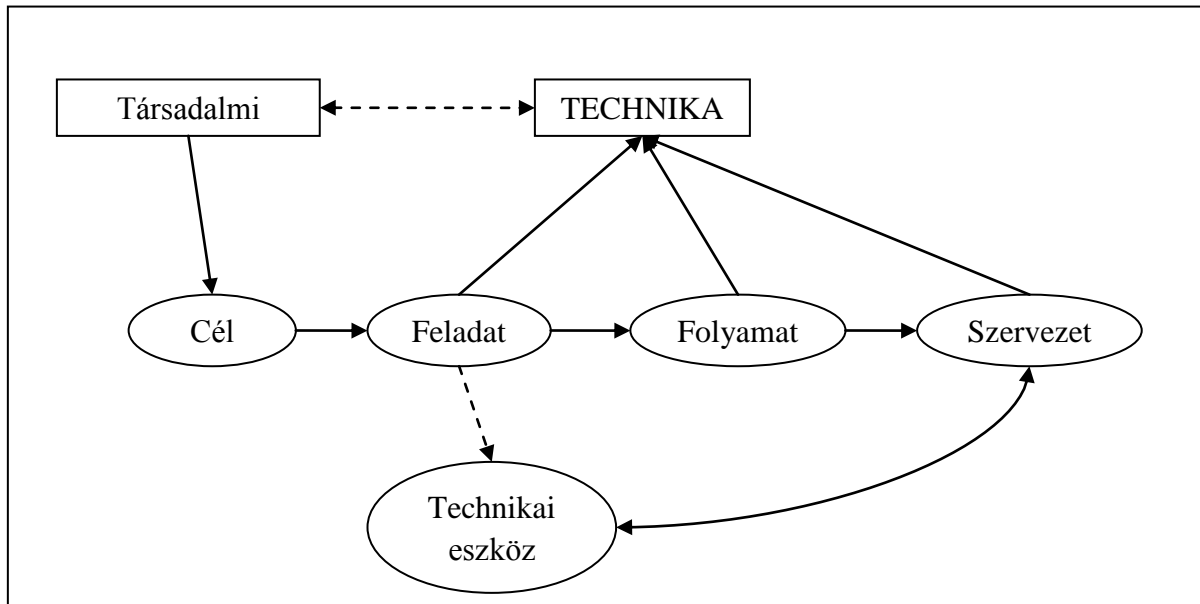 Társadalmi
TECHNIKA
Cél
Feladat
Folyamat
Szervezet
Technikai
eszköz